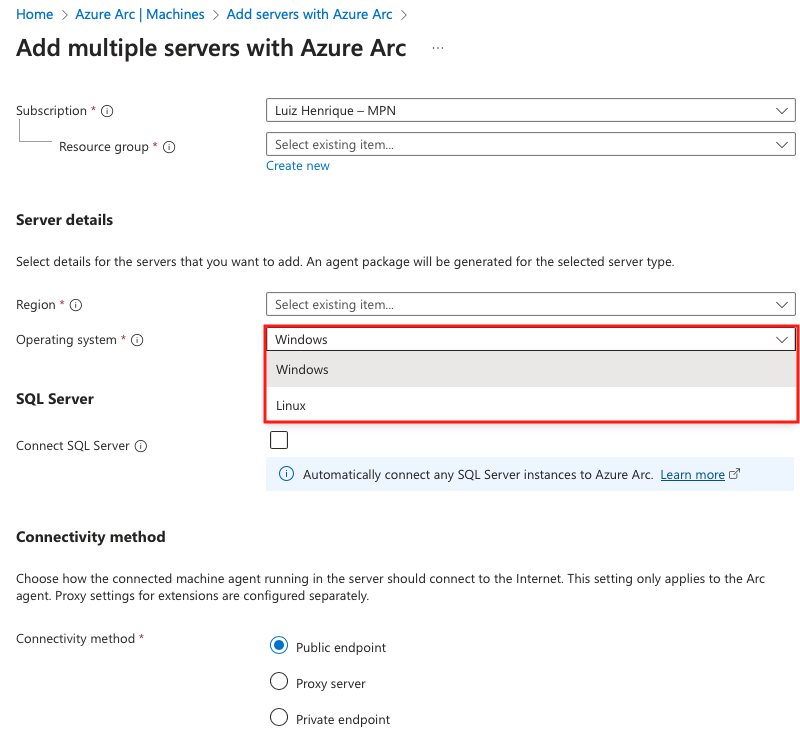 Home > Azure Arc | Machines > Add servers with Azure Arc >
Add multiple servers with Azure Arc ...
Subscription *
Luiz Henrique – MPN
Resource group *
Select existing item...
Create new
Server details
Select details for the servers that you want to add. An agent package will be generated for the selected server type.
Region *
Select existing item...
Operating system *
Windows
Windows
Linux
SQL Server
Connect SQL Server
Automatically connect any SQL Server instances to Azure Arc. Learn more
Connectivity method
Choose how the connected machine agent running in the server should connect to the Internet. This setting only applies to the Arc
agent. Proxy settings for extensions are configured separately.
Connectivity method *
Public endpoint
Proxy server
Private endpoint